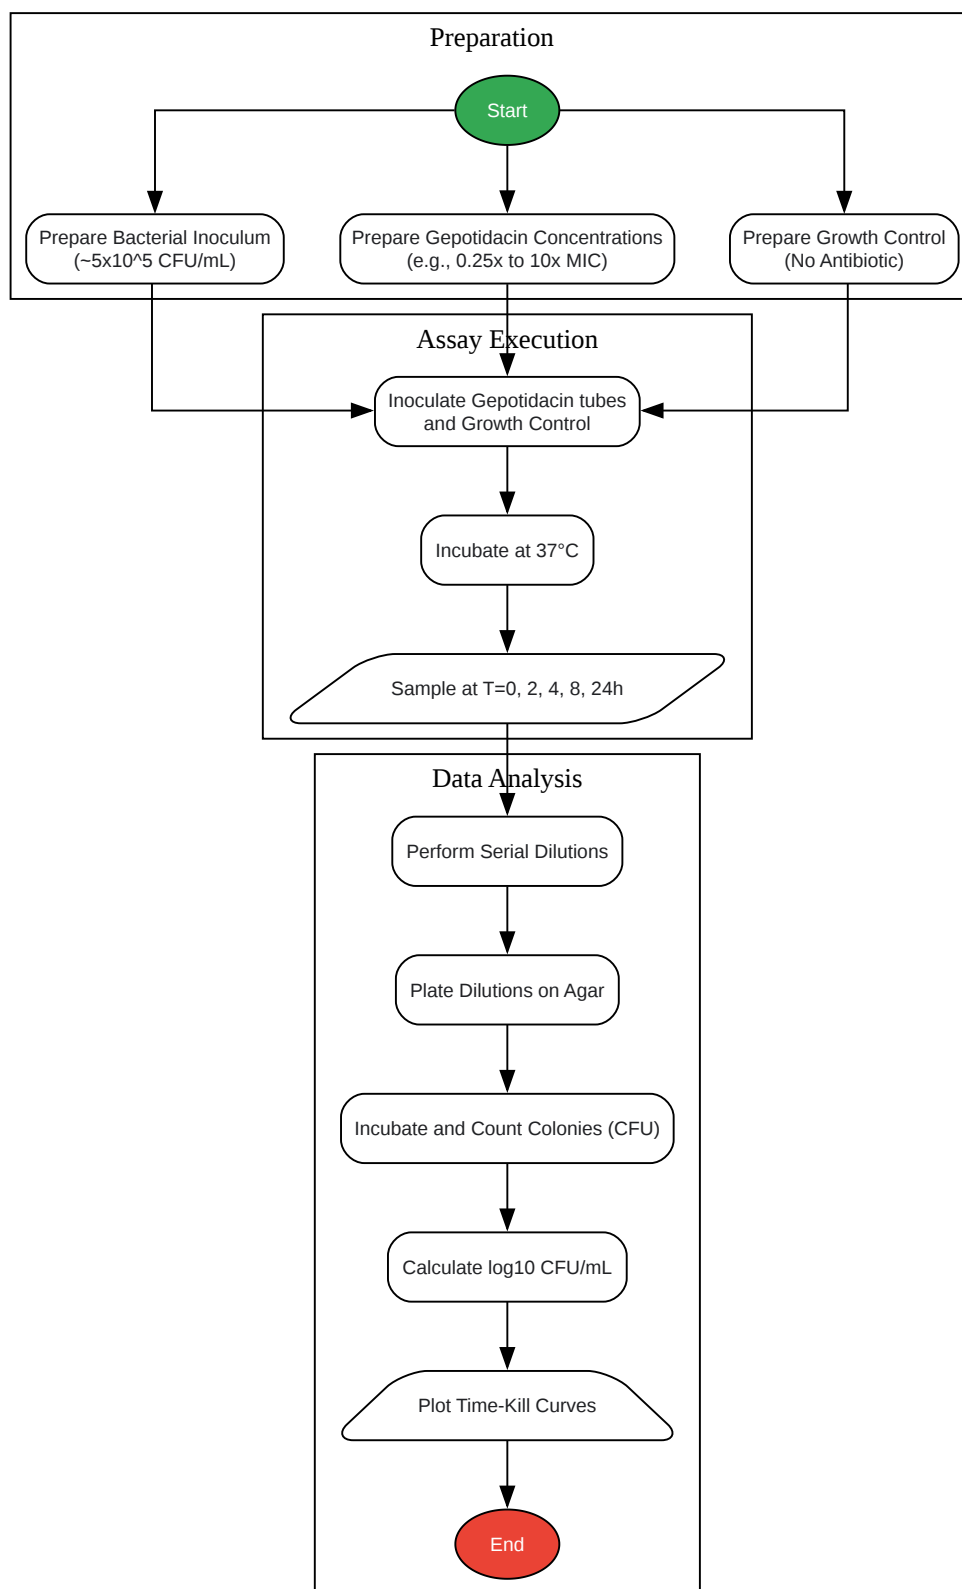 Preparation
Start
Prepare Bacterial Inoculum
(~5x10^5 CFU/mL)
Prepare Gepotidacin Concentrations
(e.g., 0.25x to 10x MIC)
Prepare Growth Control
(No Antibiotic)
Assay Execution
Inoculate Gepotidacin tubes
and Growth Control
Incubate at 37°C
Sample at T=0, 2, 4, 8, 24h
Data Analysis
Perform Serial Dilutions
Plate Dilutions on Agar
Incubate and Count Colonies (CFU)
Calculate log10 CFU/mL
Plot Time-Kill Curves
End